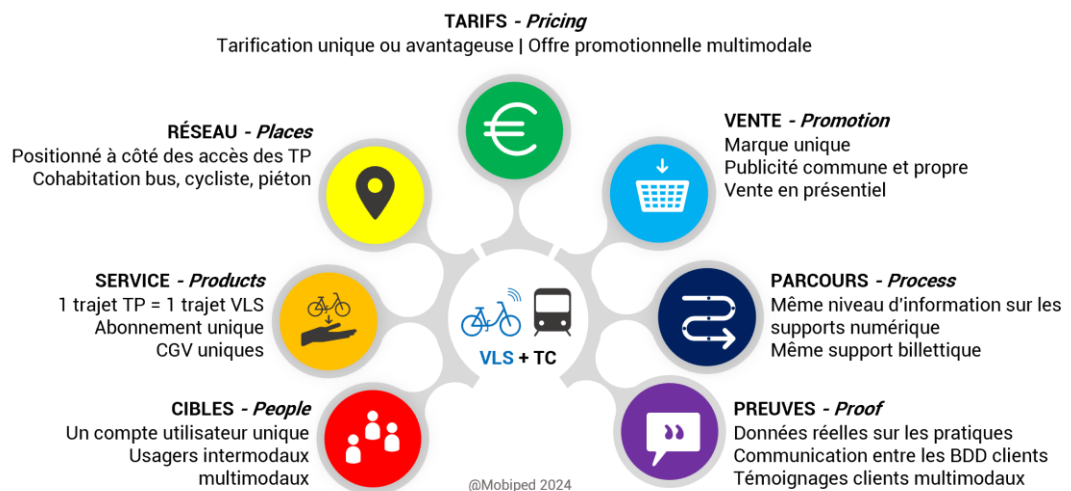 TARIFS - Pricing
Tarification unique ou avantageuse | Offre promotionnelle multimodale
RÉSEAU - Places
Positionné à côté des accès des TP
Cohabitation bus, cycliste, piéton
VENTE - Promotion
Marque unique
Publicité commune et propre
Vente en présentiel
SERVICE - Products
1 trajet TP = 1 trajet VLS
Abonnement unique
CGV uniques
PARCOURS - Process
Même niveau d'information sur les
supports numérique
Même support billettique
VLS + TC
CIBLES - People
Un compte utilisateur unique
Usagers intermodaux
multimodaux
PREUVES - Proof
Données réelles sur les pratiques
Communication entre les BDD clients
Témoignages clients multimodaux
@Mobiped 2024